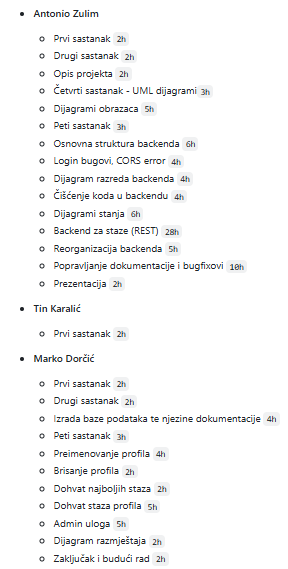 Antonio Zulim
Prvi sastanak 2h
Drugi sastanak 2h
Opis projekta 2h
Četvrti sastanak - UML dijagrami 3h
Dijagrami obrazaca 5h
Peti sastanak 3h
Osnovna struktura backenda 6h
Login bugovi, CORS error 4h
Dijagram razreda backenda 4h
Čišćenje koda u backendu 4h
Dijagrami stanja 6h
Backend za staze (REST) 28h
Reorganizacija backenda 5h
Popravljanje dokumentacije i bugfixovi 10h
Prezentacija 2h
Tin Karalić
Prvi sastanak 2h
Marko Dorčić
Prvi sastanak 2h
Drugi sastanak 2h
Izrada baze podataka te njezine dokumentacije 4h
Peti sastanak 3h
Preimenovanje profila 4h
Brisanje profila 2h
Dohvat najboljih staza 2h
Dohvat staza profila 5h
Admin uloga 5h
Dijagram razmještaja 2h
Zaključak i budući rad 2h